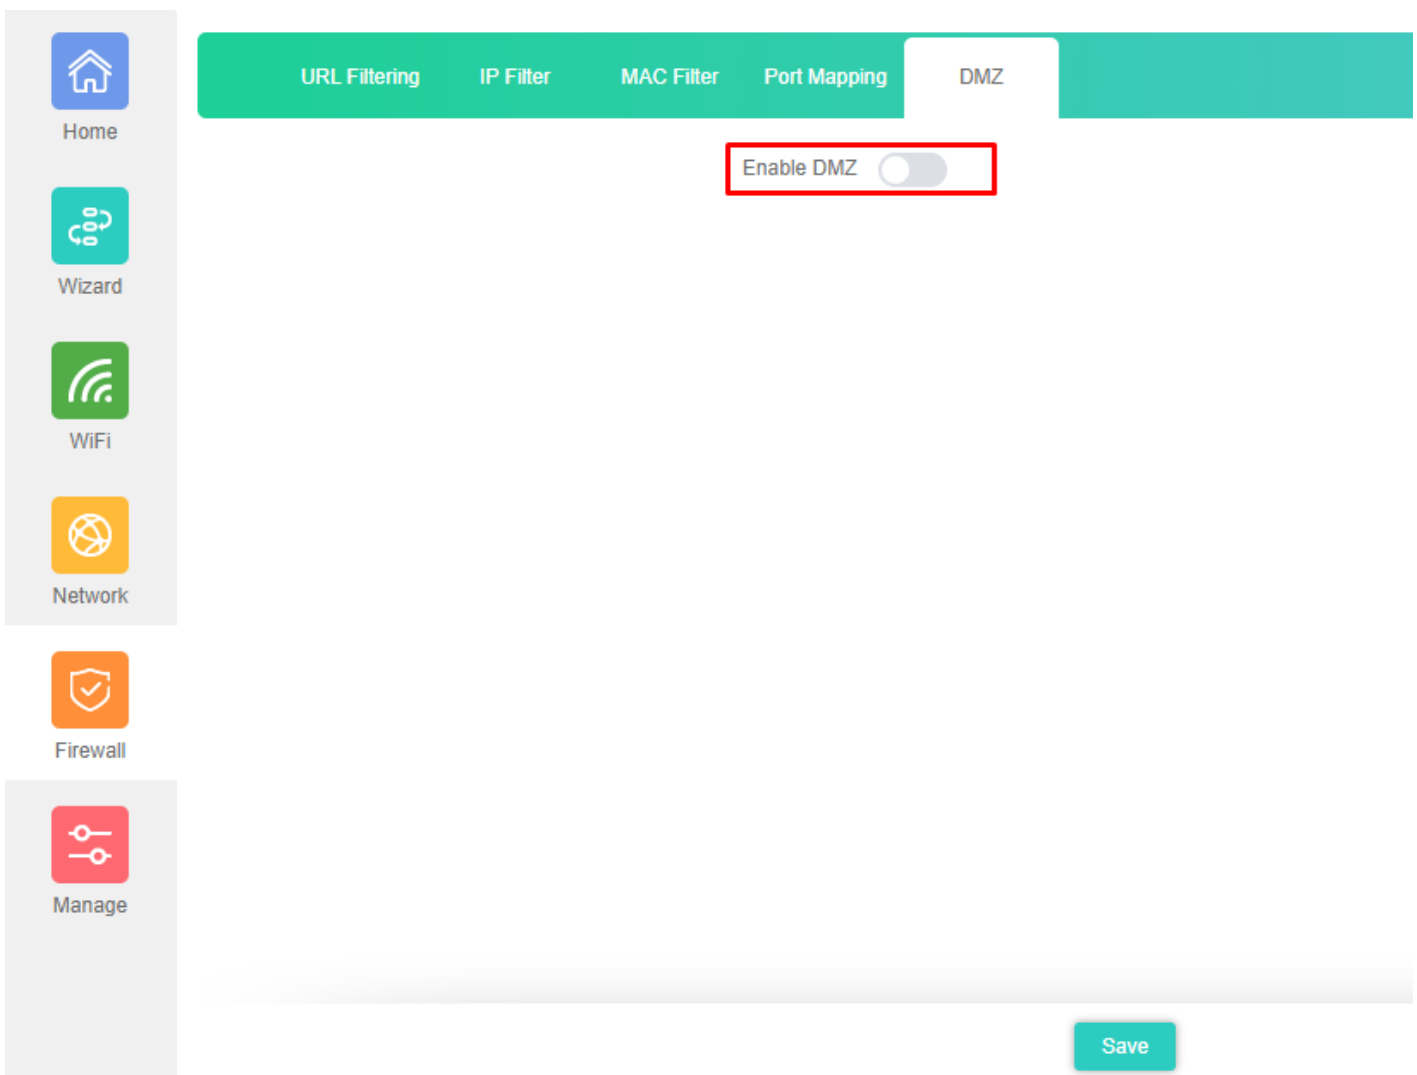 Home
Wizard
WiFi
Network
Firewall
Manage
URL Filtering IP Filter MAC Filter Port Mapping DMZ
Enable DMZ
Save